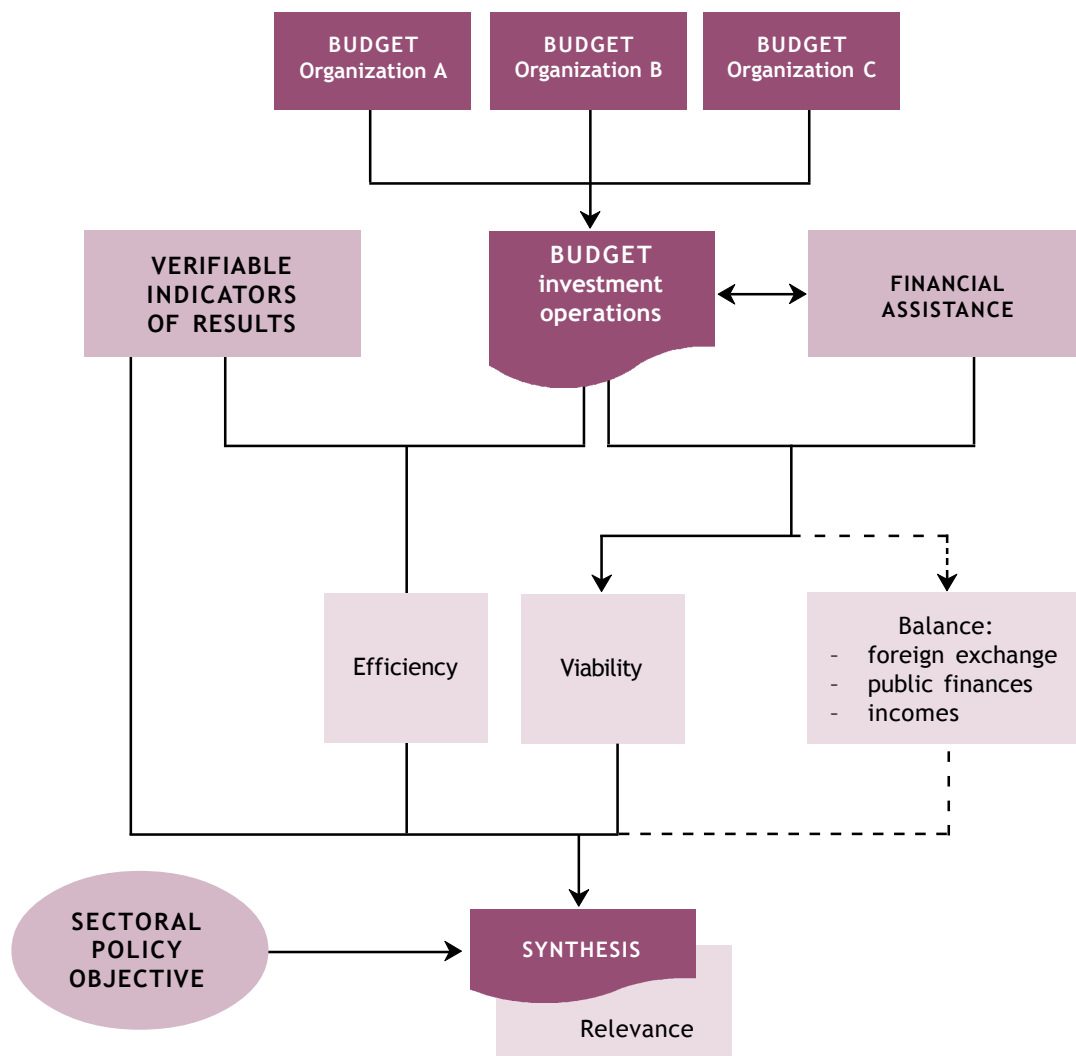 BUDGET
Organization A
BUDGET
Organization B
BUDGET
Organization C
VERIFIABLE
INDICATORS
OF RESULTS
BUDGET
investment
operations
FINANCIAL
ASSISTANCE
Efficiency
Viability
Balance:
- foreign exchange
- public finances
- incomes
SECTORAL
POLICY
OBJECTIVE
SYNTHESIS
Relevance